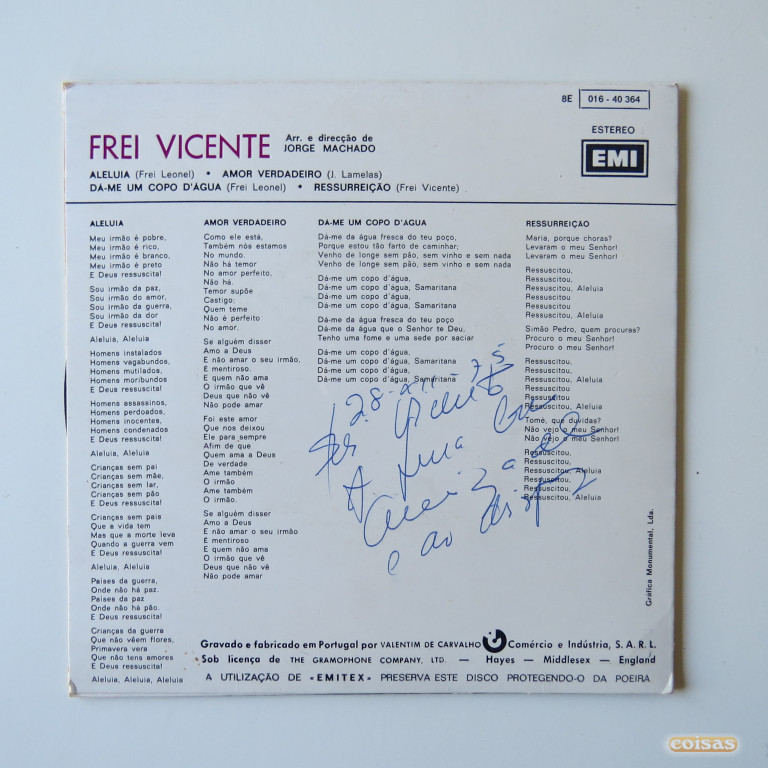 8E 016 - 40 364
FREI VICENTE
Arr. e direcção de
JORGE MACHADO
ESTEREO
EMI
ALELUIA (Frei Leonel) • AMOR VERDADEIRO (J. Lamelas)
DÁ-ME UM COPO D'ÁGUA (Frei Leonel) • RESSURREIÇÃO (Frei Vicente)
ALELUIA
Meu irmão é pobre,
Meu irmão é rico,
Meu irmão é branco,
Meu irmão é preto
E Deus ressuscita!
Sou irmão da paz,
Sou irmão do amor,
Sou irmão da guerra,
Sou irmão da dor
E Deus ressuscita!
Aleluia, Aleluia
Homens instalados
Homens vagabundos,
Homens mutilados,
Homens moribundos
E Deus ressuscita!
Homens assassinos,
Homens perdoados,
Homens inocentes,
Homens condenados
E Deus ressuscita!
Aleluia, Aleluia
Crianças sem pai
Crianças sem mãe,
Crianças sem lar,
Crianças sem pão
E Deus ressuscita!
Crianças sem pais
Que a vida tem
Mas que a morte leva
Quando a guerra vem
E Deus ressuscita!
Aleluia, Aleluia
Países da guerra,
Onde não há paz.
Países da paz
Onde não há pão.
E Deus ressuscita!
Crianças da guerra
Que não vêem flores,
Primavera vera
Que não tens amores
E Deus ressuscita!
Aleluia, Aleluia, Aleluia
AMOR VERDADEIRO
Como ele está,
Também nós estamos
No mundo.
Não há temor
No amor perfeito,
Não há.
Temor supõe
Castigo;
Quem teme
Não é perfeito
No amor.
Se alguém disser
Amo a Deus
E não amar o seu irmão,
É mentiroso.
E quem não ama
O irmão que vê
Deus que não vê
Não pode amar
Foi este amor
Que nos deixou
Ele para sempre
Afim de que
Quem ama a Deus
De verdade
Ame também
O irmão
Ame também
O irmão.
Se alguém disser
Amo a Deus
E não amar o seu irmão
É mentiroso
E quem não ama
O irmão que vê
Deus que não vê
Não pode amar
DÁ-ME UM COPO D'ÁGUA
Dá-me da água fresca do teu poço,
Porque estou tão farto de caminhar;
Venho de longe sem pão, sem vinho e sem nada
Venho de longe sem pão, sem vinho e sem nada
Dá-me um copo d'água,
Dá-me um copo d'água, Samaritana
Dá-me um copo d'água,
Dá-me um copo d'água,
Dá-me um copo d'água, Samaritana
Dá-me da água fresca do teu poço
Dá-me da água que o Senhor te Deu,
Tenho uma fome e uma sede por saciar
Dá-me um copo d'água,
Dá-me um copo d'água, Samaritana
Dá-me um copo d'água,
Dá-me um copo d'água, Samaritana
RESSURREIÇÃO
Maria, porque choras?
Levaram o meu Senhor!
Levaram o meu Senhor!
Ressuscitou,
Ressuscitou,
Ressuscitou, Aleluia
Ressuscitou,
Ressuscitou,
Ressuscitou, Aleluia
Simão Pedro, quem procuras?
Procuro o meu Senhor!
Procuro o meu Senhor!
Ressuscitou,
Ressuscitou,
Ressuscitou, Aleluia
Ressuscitou,
Ressuscitou,
Ressuscitou, Aleluia
Tomé, que duvidas?
Não vejo o meu Senhor!
Não vejo o meu Senhor!
Ressuscitou,
Ressuscitou,
Ressuscitou, Aleluia
Ressuscitou,
Ressuscitou,
Ressuscitou, Aleluia
28-XII-75
e ao
Gráfica Monumental, Lda.
Gravado e fabricado em Portugal por VALENTIM DE CARVALHO Comércio e Indústria, S. A. R. L.
Sob licença de THE GRAMOPHONE COMPANY, LTD. — Hayes — Middlesex — England
A UTILIZAÇÃO DE «EMITEX» PRESERVA ESTE DISCO PROTEGENDO-O DA POEIRA
coisas